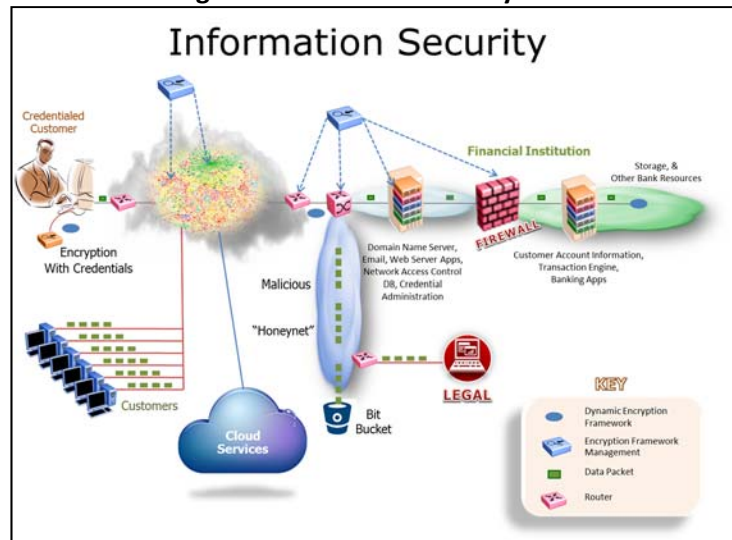 Information Security
Credentialed
Customer
Financial Institution
Storage, &
Other Bank Resources
FIREWALL
Encryption
With Credentials
Domain Name Server,
Email, Web Server Apps,
Network Access Control
DB, Credential
Administration
Customer Account Information,
Transaction Engine,
Banking Apps
Malicious
"Honeynet"
LEGAL
Customers
Cloud
Services
Bit
Bucket
KEY
Dynamic Encryption
Framework
Encryption Framework
Management
Data Packet
Router